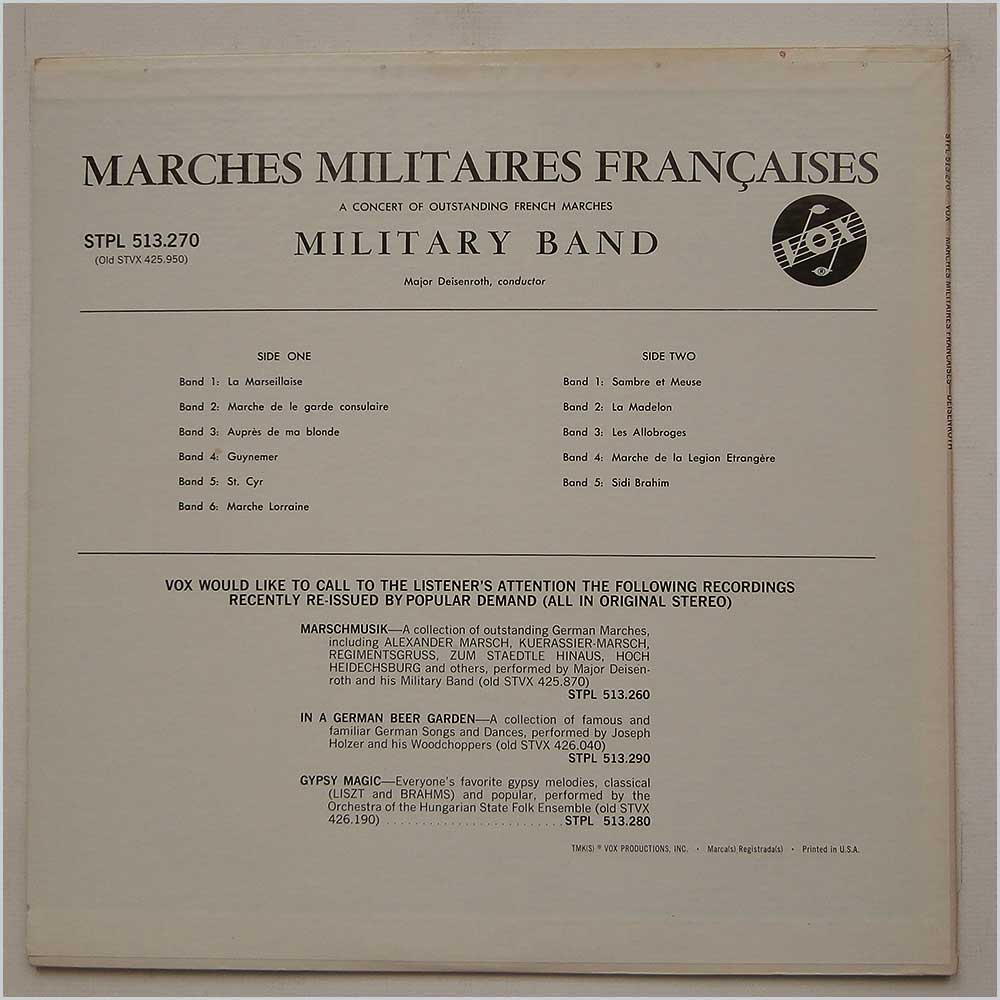 MARCHES MILITAIRES FRANÇAISES
A CONCERT OF OUTSTANDING FRENCH MARCHES
STPL 513.270
(Old STVX 425.950)
MILITARY BAND
VOX
Major Deisenroth, conductor
SIDE ONE
Band 1: La Marseillaise
Band 2: Marche de le garde consulaire
Band 3: Auprès de ma blonde
Band 4: Guynemer
Band 5: St. Cyr
Band 6: Marche Lorraine
SIDE TWO
Band 1: Sambre et Meuse
Band 2: La Madelon
Band 3: Les Allobroges
Band 4: Marche de la Legion Etrangère
Band 5: Sidi Brahim
VOX WOULD LIKE TO CALL TO THE LISTENER'S ATTENTION THE FOLLOWING RECORDINGS
RECENTLY RE-ISSUED BY POPULAR DEMAND (ALL IN ORIGINAL STEREO)
MARSCHMUSIK—A collection of outstanding German Marches,
including ALEXANDER MARSCH, KUERASSIER-MARSCH,
REGIMENTSGRUSS, ZUM STAEDTLE HINAUS, HOCH
HEIDECHSBURG and others, performed by Major Deisen-
roth and his Military Band (old STVX 425.870)
STPL 513.260
IN A GERMAN BEER GARDEN—A collection of famous and
familiar German Songs and Dances, performed by Joseph
Holzer and his Woodchoppers (old STVX 426.040)
STPL 513.290
GYPSY MAGIC—Everyone's favorite gypsy melodies, classical
(LISZT and BRAHMS) and popular, performed by the
Orchestra of the Hungarian State Folk Ensemble (old STVX
426.190) ........................STPL 513.280
TMK(S) ® VOX PRODUCTIONS, INC. • Marca(s) Registrada(s) • Printed in U.S.A.
STPL 513.270 VOX MARCHES MILITAIRES FRANÇAISES—DEISENROTH